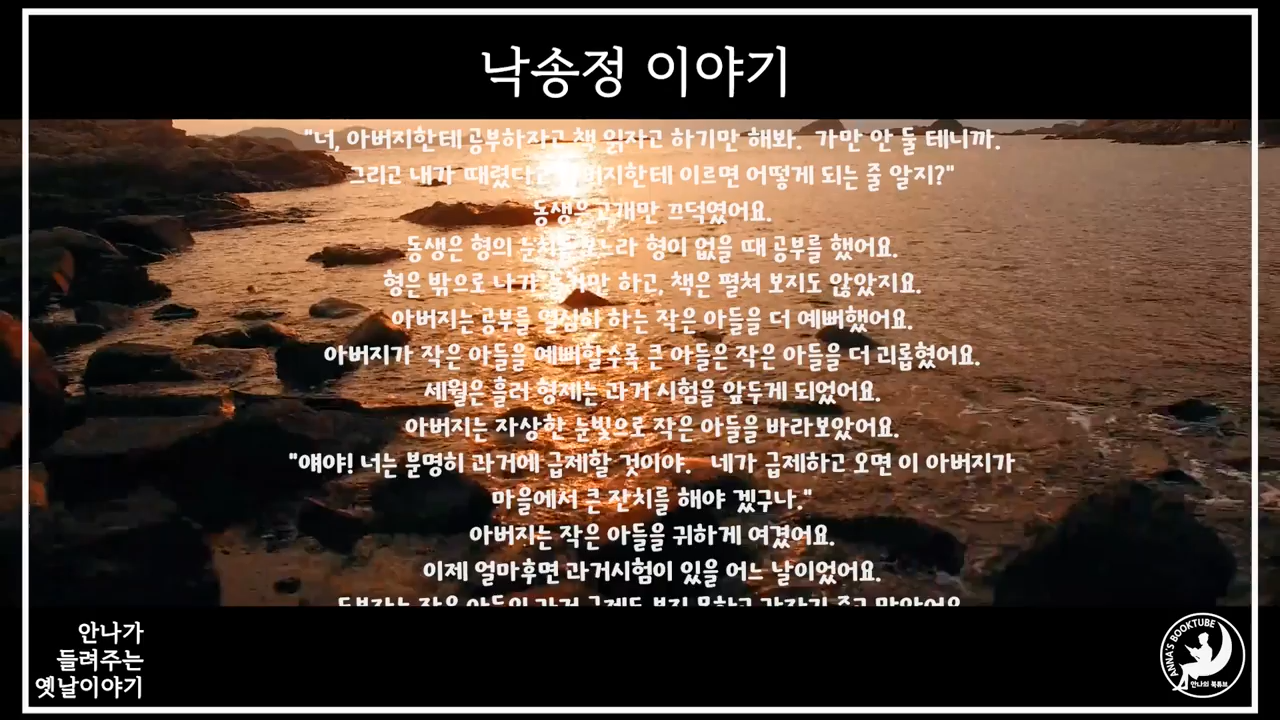 낙송정 이야기
"너, 아버지한테 공부하자고 책 읽자고 하기만 해봐. 가만 안 둘 테니까.
그리고 내가 때렸다고 아버지한테 이르면 어떻게 되는 줄 알지?"
동생은 고개만 끄덕였어요.
동생은 형의 눈치를 보느라 형이 없을 때 공부를 했어요.
형은 밖으로 나가 하고, 책은 펼쳐 보지도 않았지요.
아버지는 공부를 열심히 하는 작은 아들을 더 예뻐했어요.
아버지가 작은 아들을 예뻐할수록 큰 아들은 작은 아들을 더 괴롭혔어요.
세월은 흘러 형제는 과거 시험을 앞두게 되었어요.
아버지는 자상한 눈빛으로 작은 아들을 바라보았어요.
"얘야! 너는 분명히 과거에 급제할 것이야. 네가 급제하고 오면 이 아버지가
마을에서 큰 잔치를 해야 겠구나."
아버지는 작은 아들을 귀하게 여겼어요.
이제 얼마후면 과거시험이 있을 어느 날이었어요.
안나가
들려주는
옛날이야기
ANNA'S BOOKTUBE
안나의 북튜브